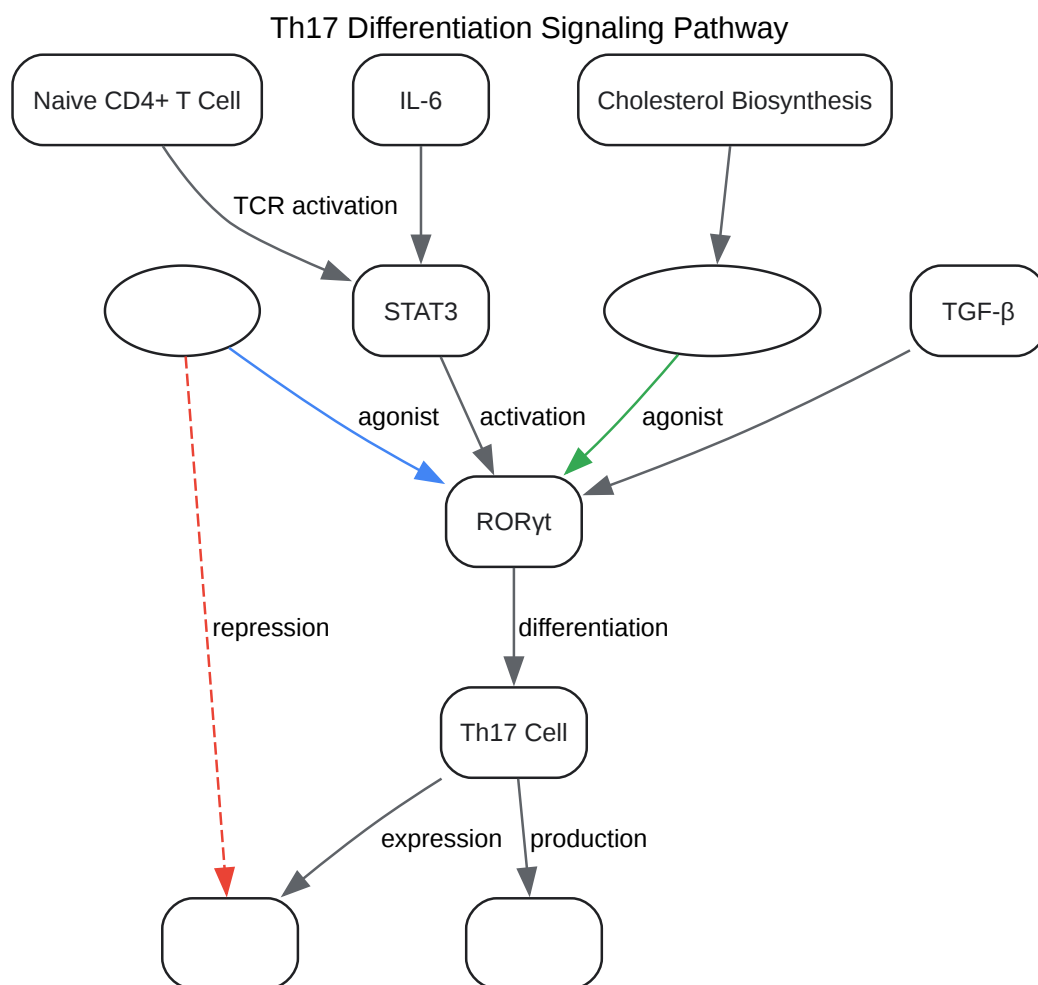 Th17 Differentiation Signaling Pathway
Naive CD4+ T Cell
IL-6
Cholesterol Biosynthesis
TCR activation
STAT3
TGF-β
agonist
activation
agonist
RORγt
repression
differentiation
Th17 Cell
expression
production